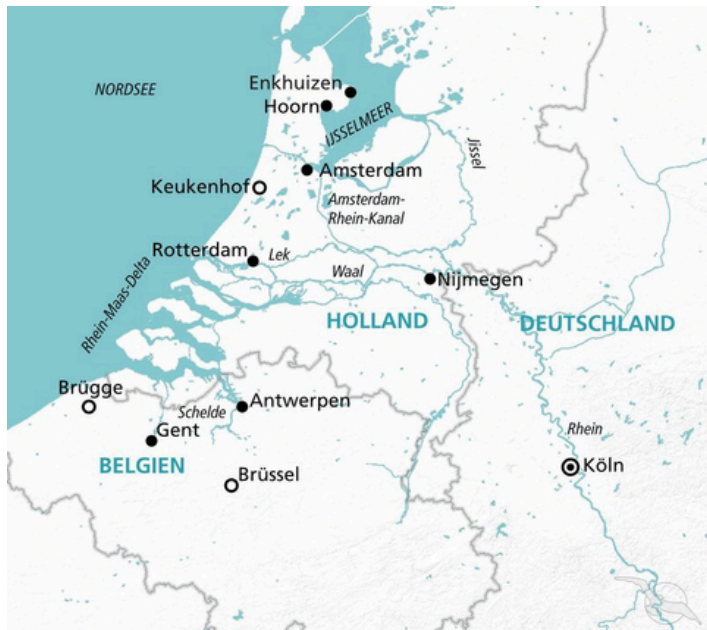 NORDSEE
Enkhuizen
Hoorn
IJSSELMEER
Jissel
Amsterdam
Keukenhof
Amsterdam-
Rhein-Kanal
Rotterdam
Lek
Waal
Nijmegen
Rhein-Maas-Delta
HOLLAND
DEUTSCHLAND
Brügge
Schelde
Antwerpen
Gent
BELGIEN
Brüssel
Rhein
Köln